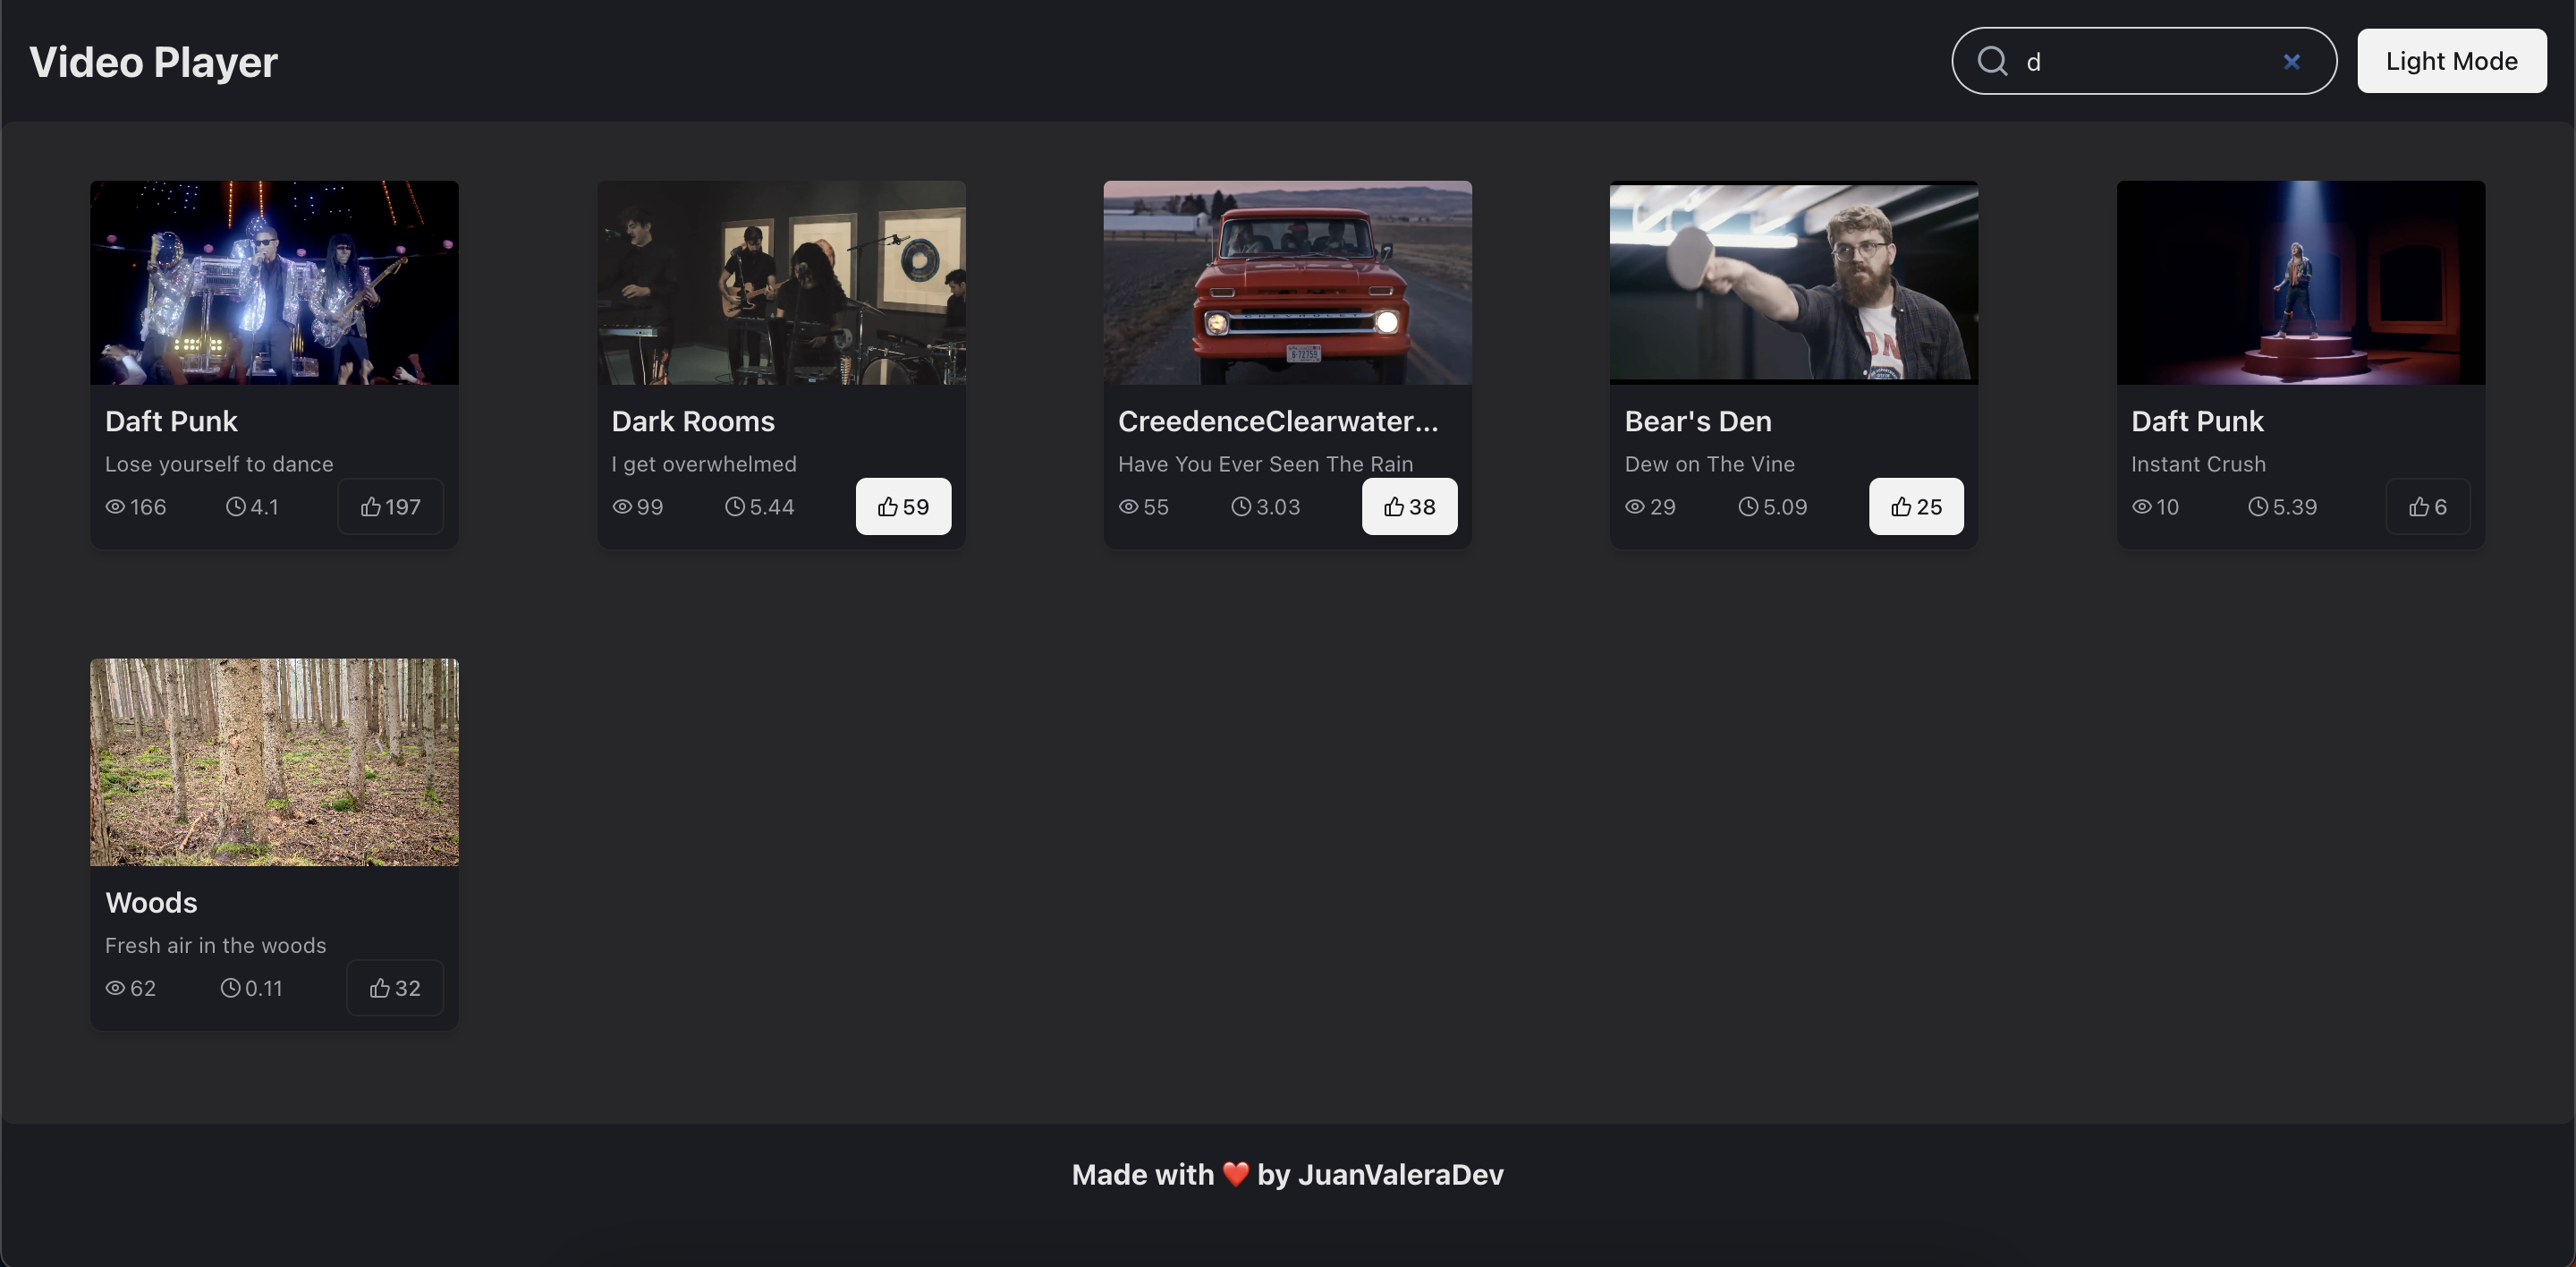 Video Player
d
Light Mode
Daft Punk
Lose yourself to dance
166 4.1 197
Dark Rooms
I get overwhelmed
99 5.44 59
CreedenceClearwater...
Have You Ever Seen The Rain
55 3.03 38
Bear's Den
Dew on The Vine
29 5.09 25
Daft Punk
Instant Crush
10 5.39 6
Woods
Fresh air in the woods
62 0.11 32
Made with ❤️ by JuanValeraDev